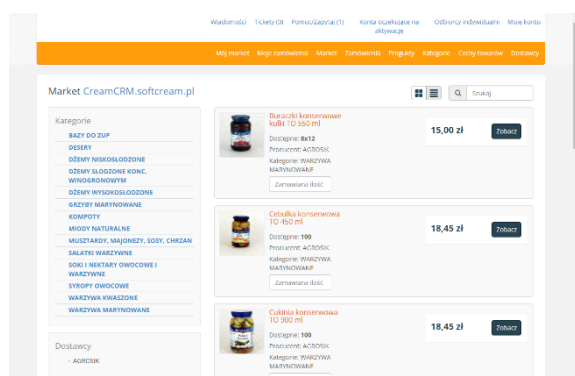 Wiadomości Tickety (0) Pomoc/Zapytaj (1) Konta oczekujące na aktywację Odbiorcy indywidualni Moje konto
Mój market Moje zamówienia Market Zamówienia Produkty Kategorie Cechy towarów Dostawcy
Market CreamCRM.softcream.pl
Szukaj
Kategorie
BAZY DO ZUP
DESERY
DŻEMY NISKOSŁODZONE
DŻEMY SŁODZONE KONC.
WINOGRONOWYM
DŻEMY WYSOKOSŁODZONE
GRZYBY MARYNOWANE
KOMPOTY
MIODY NATURALNE
MUSZTARDY, MAJONEZY, SOSY, CHRZAN
SAŁATKI WARZYWNE
SOKI I NEKTARY OWOCOWE I
WARZYWNE
SYROPY OWOCOWE
WARZYWA KWASZONE
WARZYWA MARYNOWANE
Dostawcy
- AGROSIK
Buraczki konserwowe
kulki TO 550 ml
Dostępne: 8x12
Producent: AGROSIK
Kategorie: WARZYWA
MARYNOWANE
Zamawiana ilość
15,00 zł
Zobacz
Cebulka konserwowa
TO 450 ml
Dostępne: 100
Producent: AGROSIK
Kategorie: WARZYWA
MARYNOWANE
Zamawiana ilość
18,45 zł
Zobacz
Cukinia konserwowa
TO 900 ml
Dostępne: 100
Producent: AGROSIK
Kategorie: WARZYWA
MARYNOWANE
18,45 zł
Zobacz